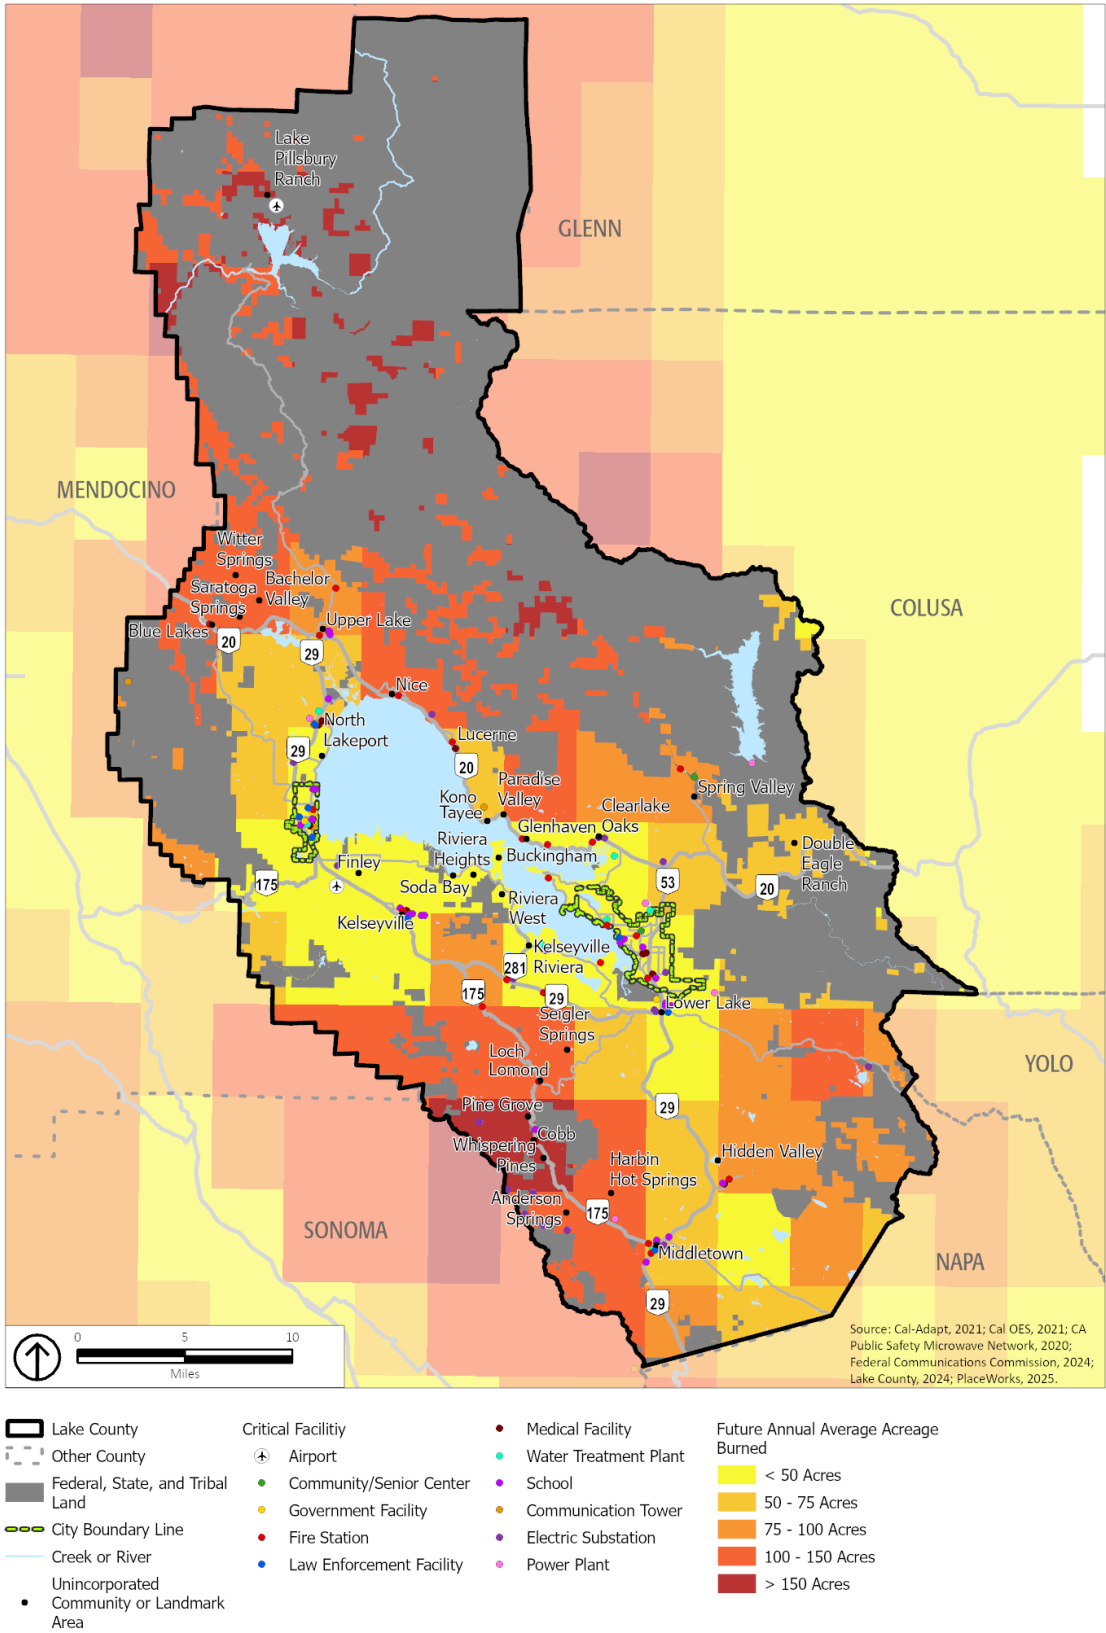 Lake
Pillsbury
Ranch
GLENN
MENDOCINO
Witter
Springs
Saratoga
Springs
Bachelor
Valley
Blue Lakes
20
Upper Lake
29
COLUSA
Nice
North
Lakeport
29
Lucerne
20
Paradise
Valley
Kono
Tayee
Spring Valley
Clearlake
Oaks
Glenhaven
Riviera
Heights
Buckingham
Double
Eagle
Ranch
Finley
175
Soda Bay
53
20
Riviera
West
Kelseyville
Kelseyville
Riviera
281
175
29
Lower Lake
Seigler
Springs
Loch
Lomond
YOLO
Pine Grove
29
Cobb
Whispering
Pines
Hidden Valley
Harbin
Hot Springs
Anderson
Springs
175
SONOMA
Middletown
NAPA
29
0 5 10
Miles
Source: Cal-Adapt, 2021; Cal OES, 2021; CA
Public Safety Microwave Network, 2020;
Federal Communications Commission, 2024;
Lake County, 2024; PlaceWorks, 2025.
Lake County
Other County
Federal, State, and Tribal
Land
City Boundary Line
Creek or River
Unincorporated
Community or Landmark
Area
Critical Facilitiy
Airport
Community/Senior Center
Government Facility
Fire Station
Law Enforcement Facility
Medical Facility
Water Treatment Plant
School
Communication Tower
Electric Substation
Power Plant
Future Annual Average Acreage
Burned
< 50 Acres
50 - 75 Acres
75 - 100 Acres
100 - 150 Acres
> 150 Acres